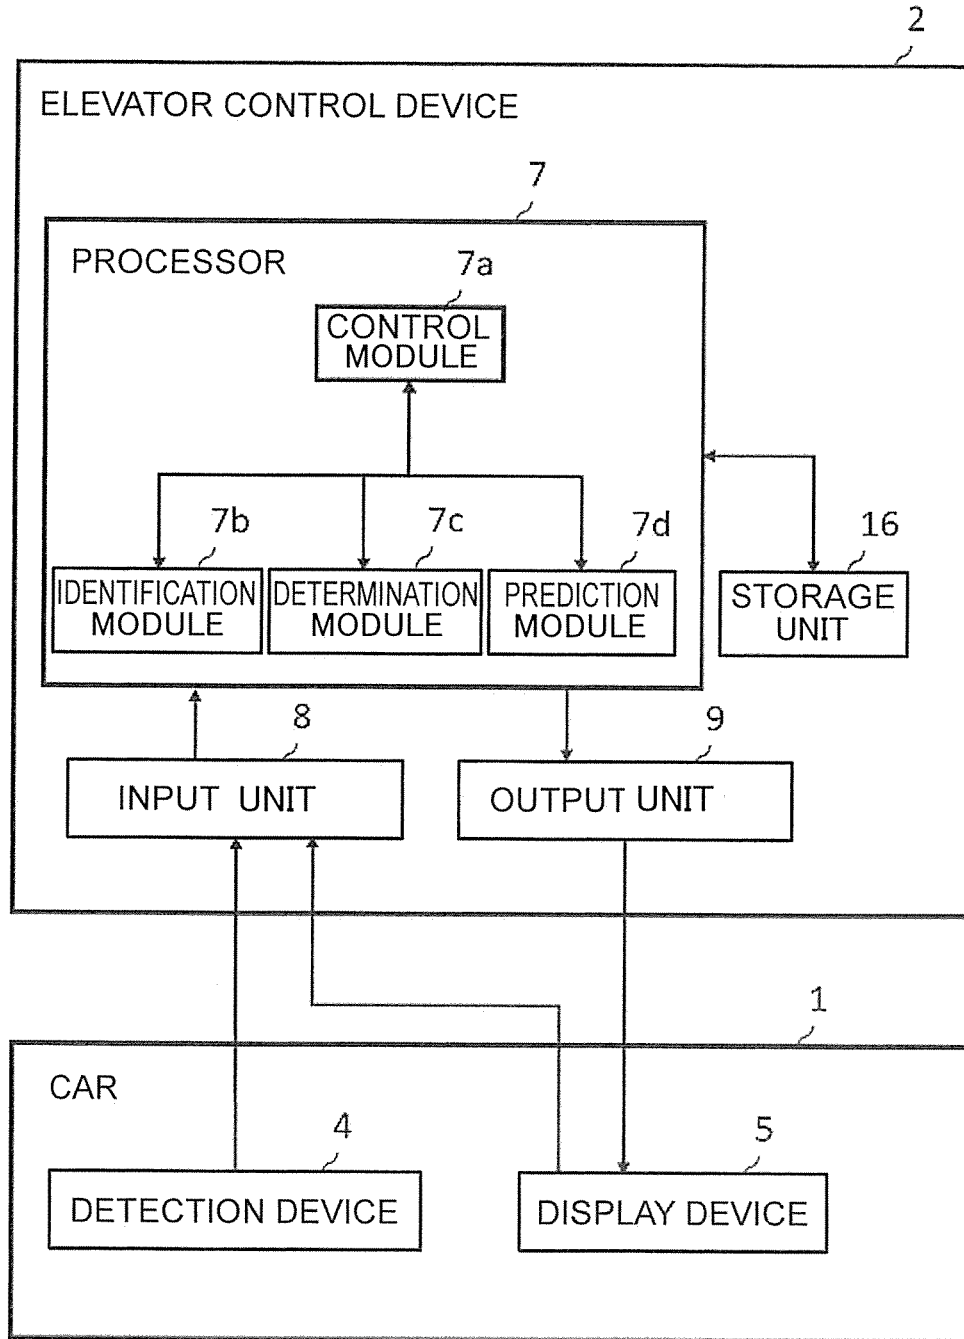 2
ELEVATOR CONTROL DEVICE
7
PROCESSOR
7a
CONTROL
MODULE
7b
IDENTIFICATION
MODULE
7c
DETERMINATION
MODULE
7d
PREDICTION
MODULE
16
STORAGE
UNIT
8
INPUT UNIT
9
OUTPUT UNIT
1
CAR
4
DETECTION DEVICE
5
DISPLAY DEVICE